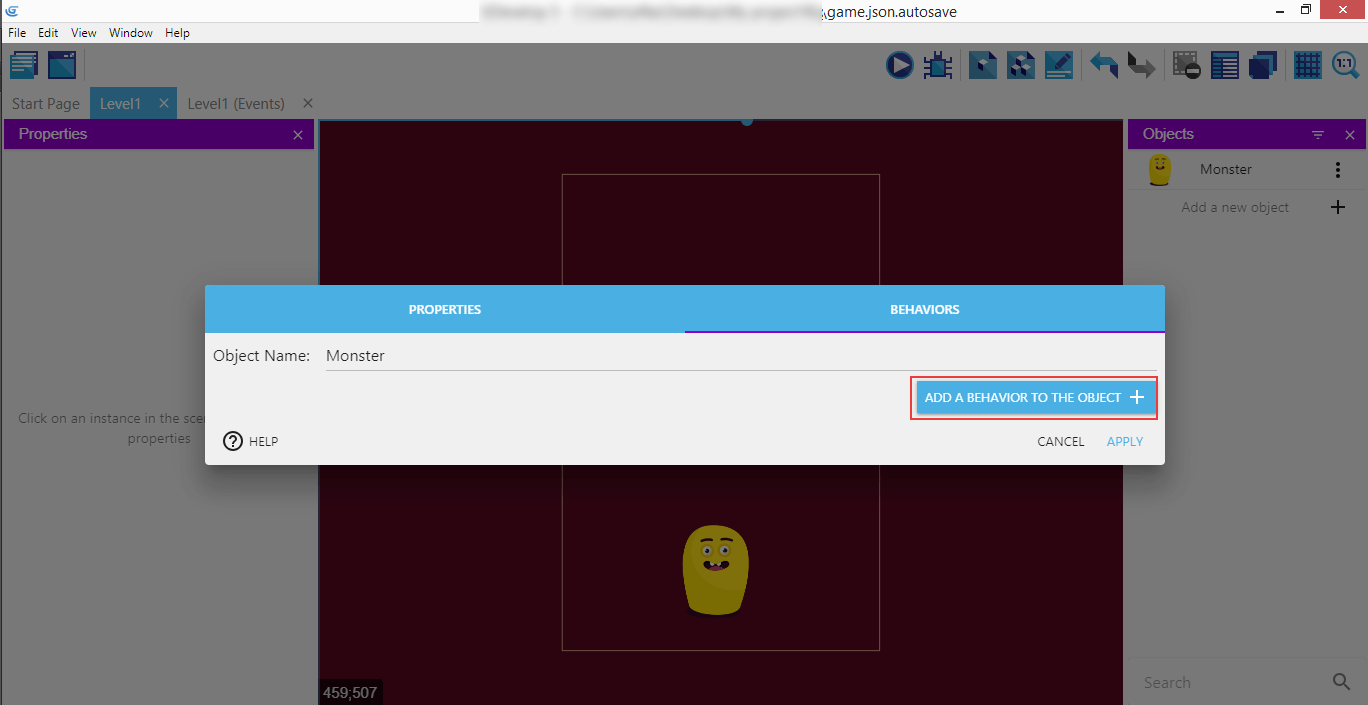 \game.json.autosave
File Edit View Window Help
1:1
Start Page Level1 Level1 (Events)
Properties
Objects
Monster
Add a new object
PROPERTIES BEHAVIORS
Object Name: Monster
ADD A BEHAVIOR TO THE OBJECT
Click on an instance in the sce
properties
HELP CANCEL APPLY
459;507
Search